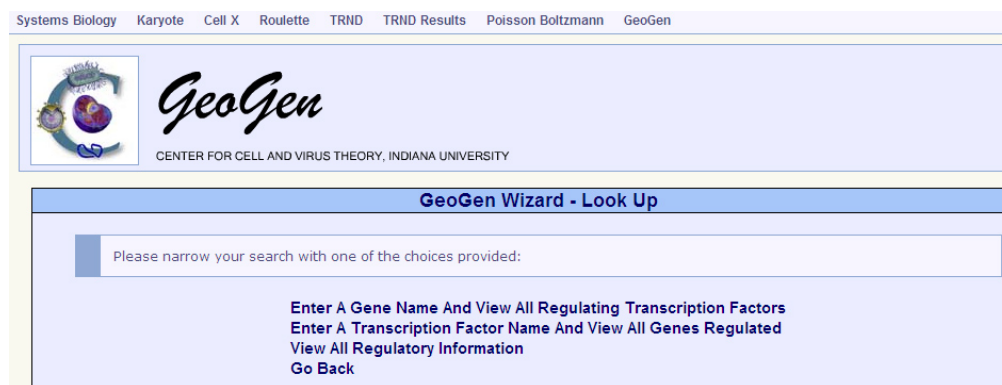 Systems Biology Karyote Cell X Roulette TRND TRND Results Poisson Boltzmann GeoGen
GeoGen
CENTER FOR CELL AND VIRUS THEORY, INDIANA UNIVERSITY
GeoGen Wizard - Look Up
Please narrow your search with one of the choices provided:
Enter A Gene Name And View All Regulating Transcription Factors
Enter A Transcription Factor Name And View All Genes Regulated
View All Regulatory Information
Go Back